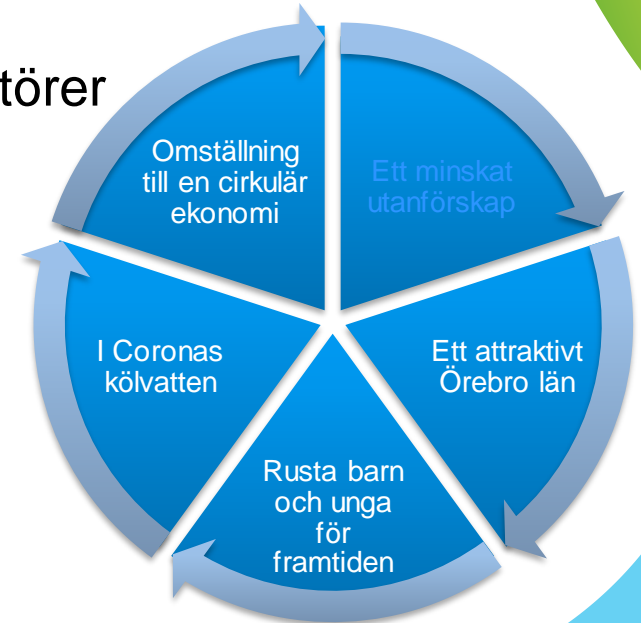 törer
Omställning
till en cirkulär
ekonomi
Ett minskat
utanförskap
I Coronas
kölvatten
Ett attraktivt
Örebro län
Rusta barn
och unga
för
framtiden